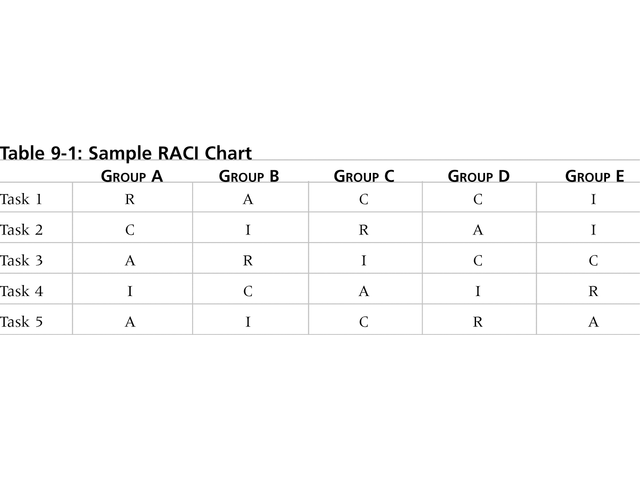 Table 9-1: Sample RACI Chart
GROUP A GROUP B GROUP C GROUP D GROUP E
Task 1 R A C C I
Task 2 C I R A I
Task 3 A R I C C
Task 4 I C A I R
Task 5 A I C R A